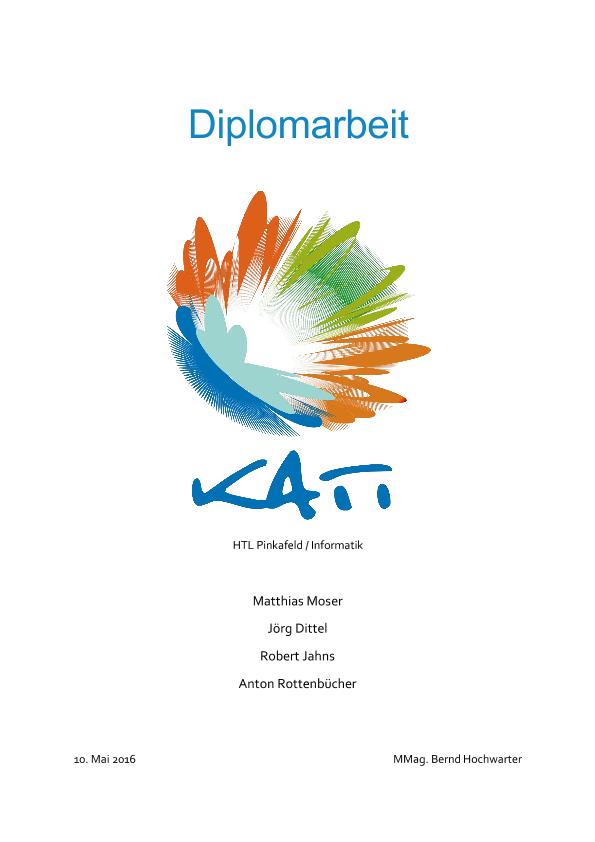 Diplomarbeit
KATI
HTL Pinkafeld / Informatik
Matthias Moser
Jörg Dittel
Robert Jahns
Anton Rottenbücher
10. Mai 2016
MMag. Bernd Hochwarter